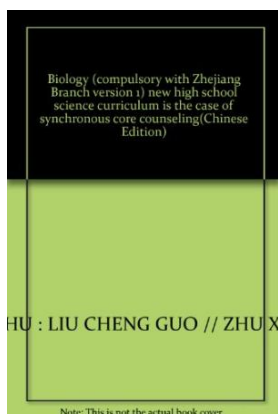 Biology (compulsory with Zhejiang
Branch version 1) new high school
science curriculum is the case of
synchronous core counseling(Chinese
Edition)
HU : LIU CHENG GUO // ZHU X
Note: This is not the actual book cover